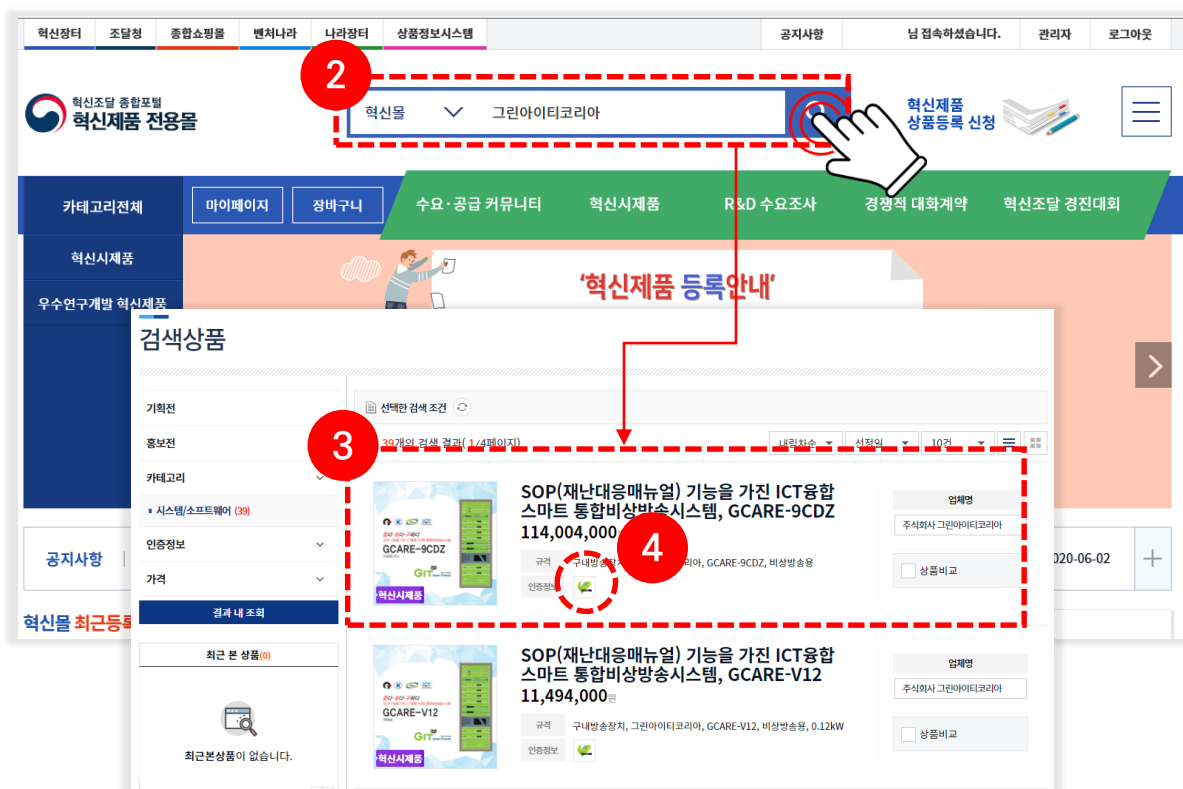 혁신장터 조달청 종합쇼핑몰 벤처나라 나라장터 상품정보시스템 공지사항 님 접속하셨습니다. 관리자 로그아웃
2
혁신조달 종합포털
혁신제품 전용몰
혁신몰 그린아이티코리아
혁신제품
상품등록 신청
카테고리전체 마이페이지 장바구니 수요·공급 커뮤니티 혁신시제품 R&D 수요조사 경쟁적 대화계약 혁신조달 경진대회
혁신시제품
우수연구개발 혁신제품
'혁신제품 등록안내'
검색상품
기획전
홍보전
카테고리
시스템/소프트웨어 (39)
인증정보
가격
결과 내 조회
최근 본 상품(0)
최근본상품이 없습니다.
공지사항
혁신몰 최근등록
2020-06-02
선택한 검색 조건
3
39개의 검색 결과( 1/4페이지)
내림차순 선정일 10건
SOP(재난대응매뉴얼) 기능을 가진 ICT융합
스마트 통합비상방송시스템, GCARE-9CDZ
114,004,000
4
규격 구내방송장치, 코리아, GCARE-9CDZ, 비상방송용
인증정보
업체명
주식회사 그린아이티코리아
상품비교
GCARE-9CDZ
GIT
혁신시제품
SOP(재난대응매뉴얼) 기능을 가진 ICT융합
스마트 통합비상방송시스템, GCARE-V12
11,494,000원
규격 구내방송장치, 그린아이티코리아, GCARE-V12, 비상방송용, 0.12kW
인증정보
업체명
주식회사 그린아이티코리아
상품비교
GCARE-V12
GIT
혁신시제품